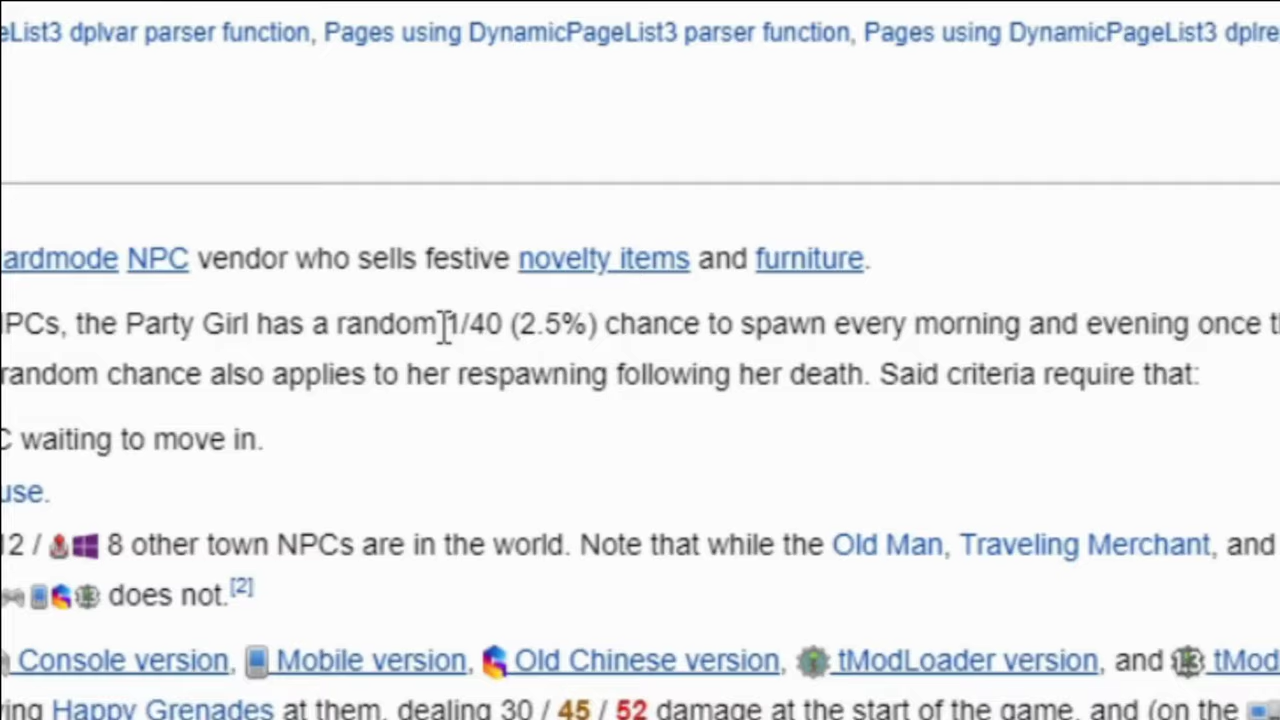 eList3 dplvar parser function, Pages using DynamicPageList3 parser function, Pages using DynamicPageList3 dplre
ardmode NPC vendor who sells festive novelty items and furniture.
IPCs, the Party Girl has a random 1/40 (2.5%) chance to spawn every morning and evening once t
random chance also applies to her respawning following her death. Said criteria require that:
C waiting to move in.
use.
12 / 8 other town NPCs are in the world. Note that while the Old Man, Traveling Merchant, and
does not.[2]
Console version, Mobile version, Old Chinese version, tModLoader version, and tMod
ing Happy Grenades at them, dealing 30 / 45 / 52 damage at the start of the game, and (on the